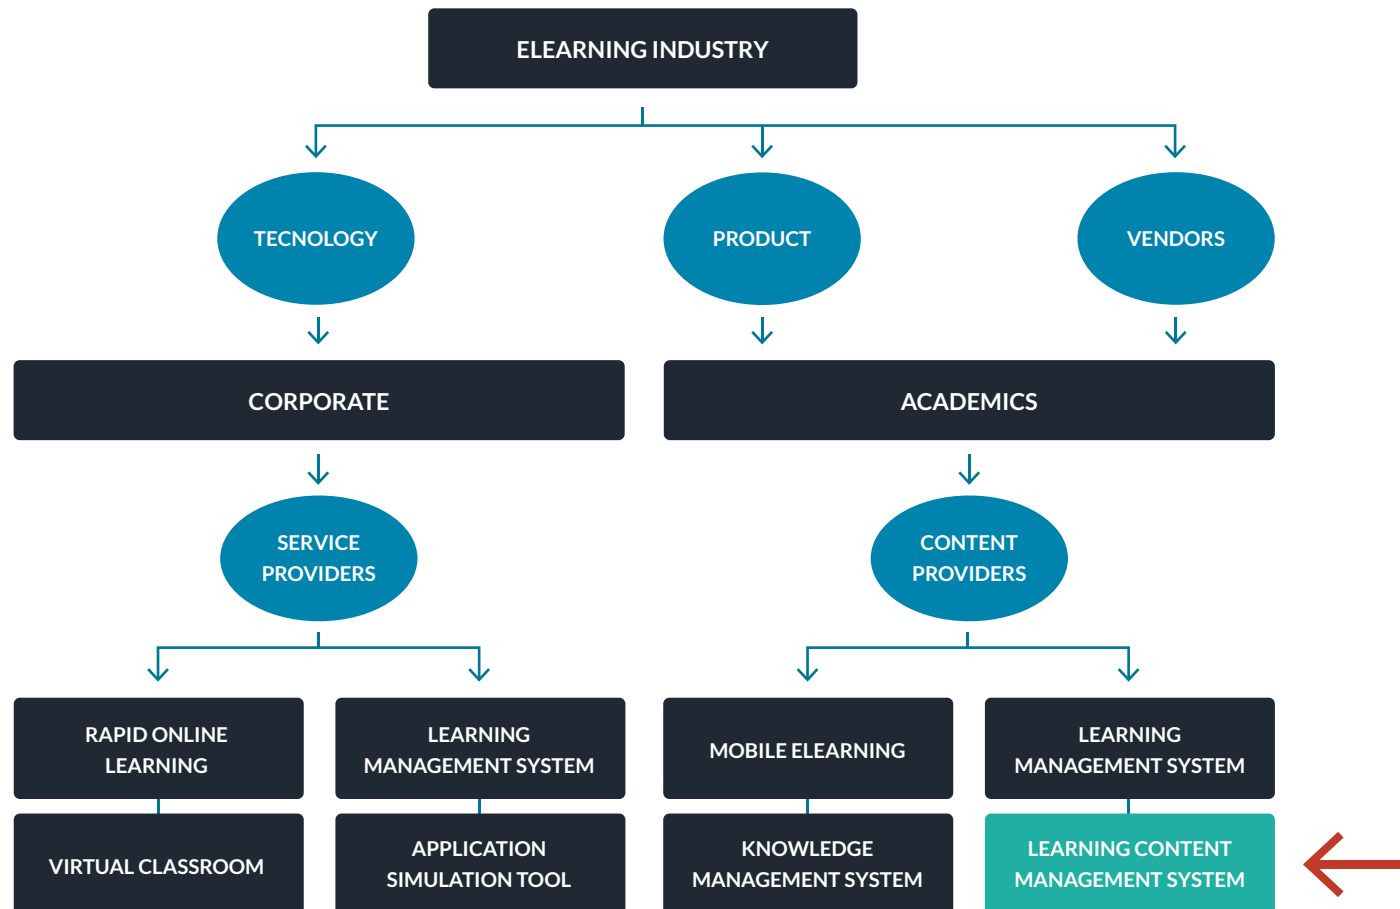 ELEARNING INDUSTRY
TECNOLOGY
PRODUCT
VENDORS
CORPORATE
ACADEMICS
SERVICE
PROVIDERS
CONTENT
PROVIDERS
RAPID ONLINE
LEARNING
LEARNING
MANAGEMENT SYSTEM
MOBILE ELEARNING
LEARNING
MANAGEMENT SYSTEM
VIRTUAL CLASSROOM
APPLICATION
SIMULATION TOOL
KNOWLEDGE
MANAGEMENT SYSTEM
LEARNING CONTENT
MANAGEMENT SYSTEM